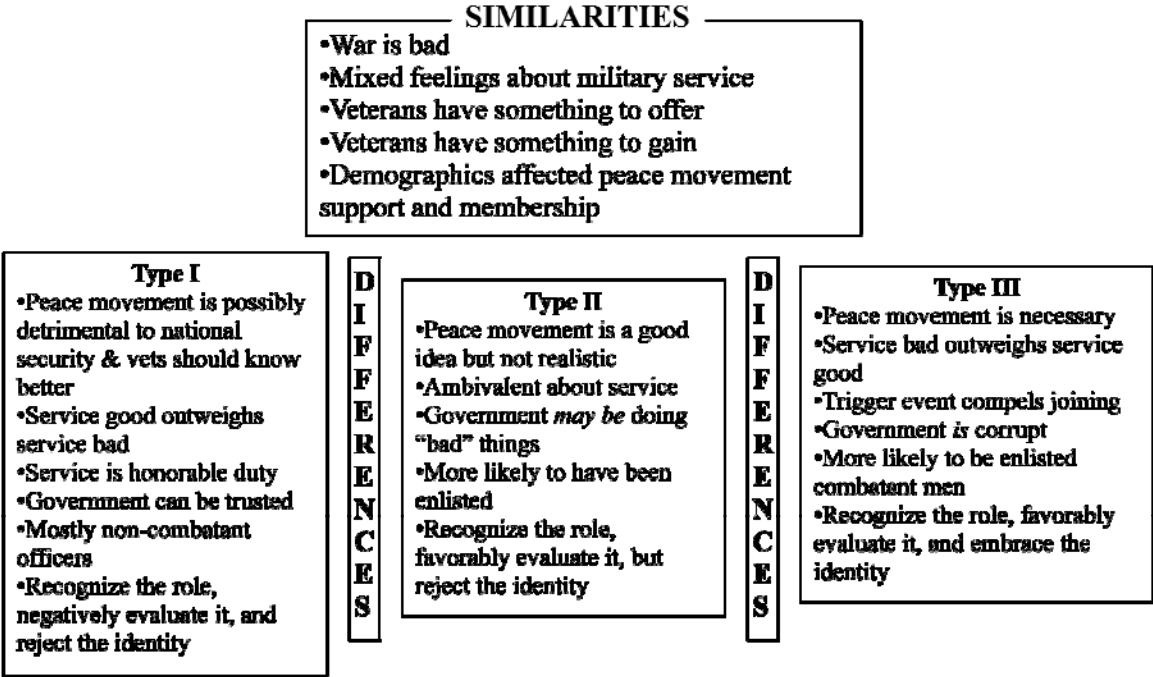 SIMILARITIES
•War is bad
•Mixed feelings about military service
•Veterans have something to offer
•Veterans have something to gain
•Demographics affected peace movement
support and membership
Type I
•Peace movement is possibly
detrimental to national
security & vets should know
better
•Service good outweighs
service bad
•Service is honorable duty
•Government can be trusted
•Mostly non-combatant
officers
•Recognize the role,
negatively evaluate it, and
reject the identity
D
I
F
F
E
R
E
N
C
E
S
Type II
•Peace movement is a good
idea but not realistic
•Ambivalent about service
•Government may be doing
“bad” things
•More likely to have been
enlisted
•Recognize the role,
favorably evaluate it, but
reject the identity
D
I
F
F
E
R
E
N
C
E
S
Type III
•Peace movement is necessary
•Service bad outweighs service
good
•Trigger event compels joining
•Government is corrupt
•More likely to be enlisted
combatant men
•Recognize the role, favorably
evaluate it, and embrace the
identity